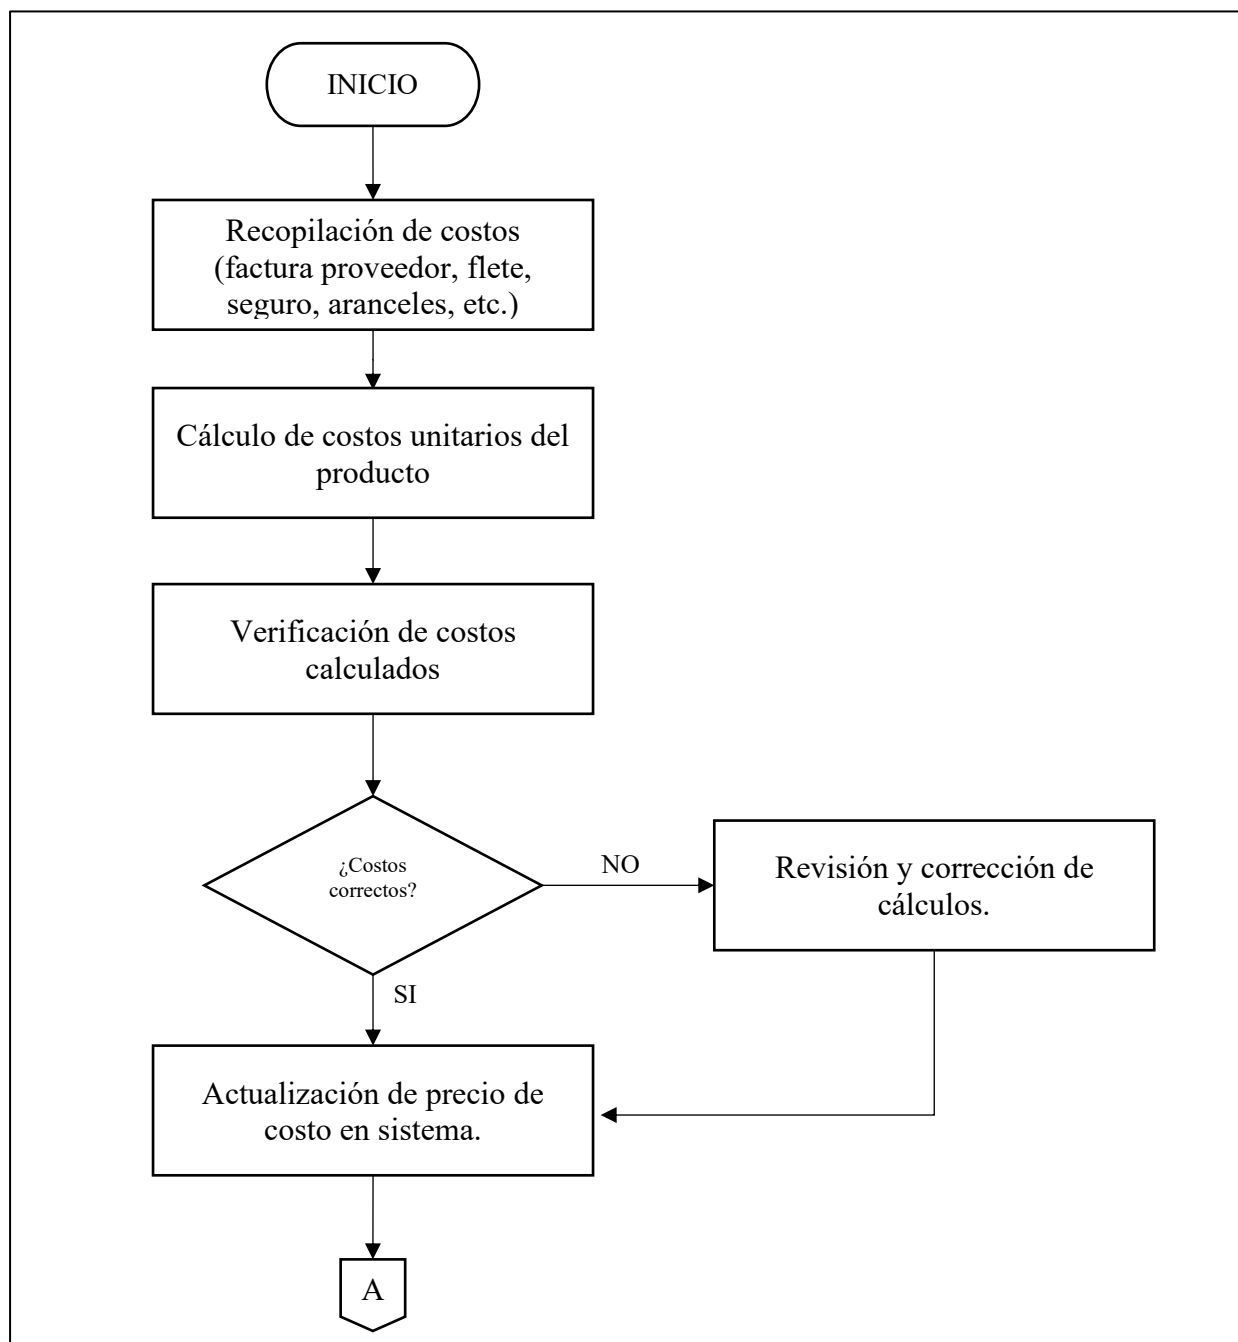 INICIO
Recopilación de costos
(factura proveedor, flete,
seguro, aranceles, etc.)
Cálculo de costos unitarios del
producto
Verificación de costos
calculados
¿Costos
correctos?
NO
Revisión y corrección de
cálculos.
SI
Actualización de precio de
costo en sistema.
A